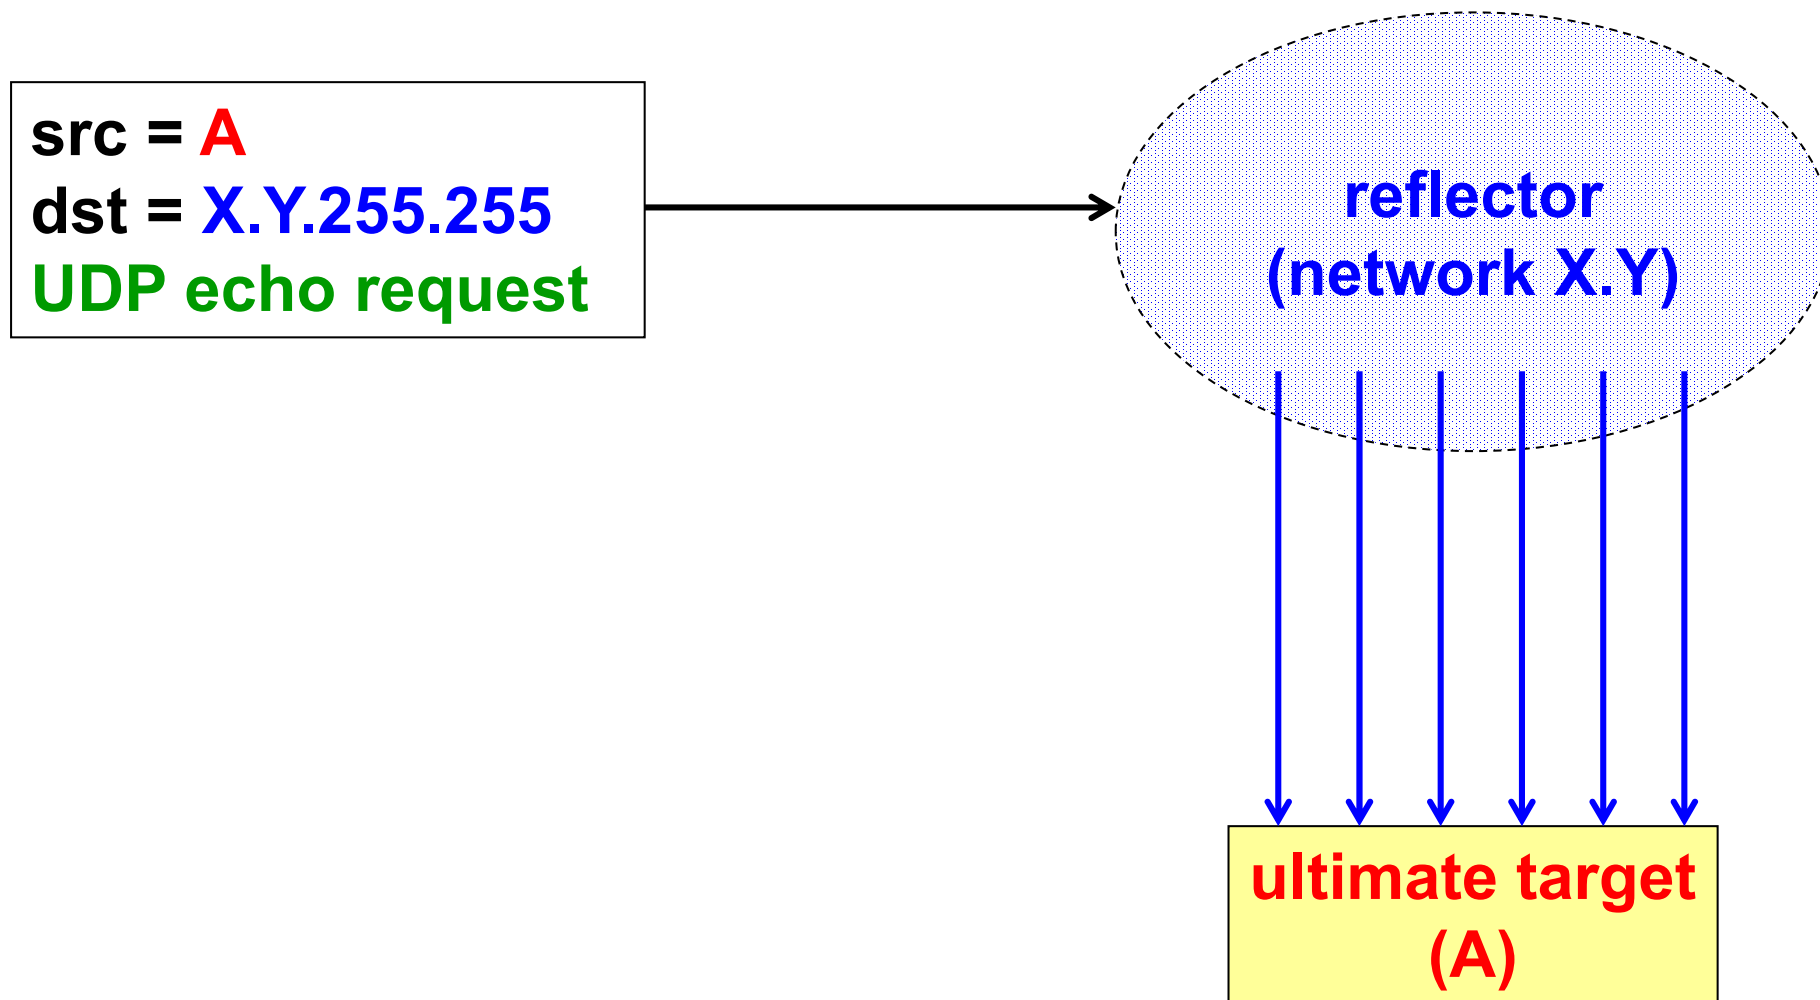 src = A
dst = X.Y.255.255
UDP echo request
reflector
(network X.Y)
ultimate target
(A)